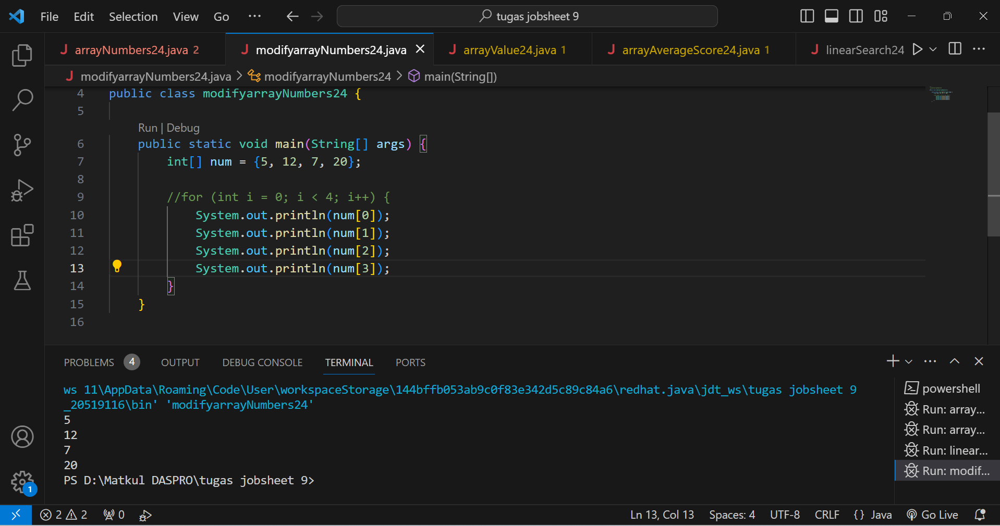 File Edit Selection View Go ··· tugas jobsheet 9
arrayNumbers24.java 2 modifyarrayNumbers24.java arrayValue24.java 1 arrayAverageScore24.java 1 linearSearch24
modifyarrayNumbers24.java > modifyarrayNumbers24 > main(String[])
4 public class modifyarrayNumbers24 {
5
Run | Debug
6 public static void main(String[] args) {
7 int[] num = {5, 12, 7, 20};
8
9 //for (int i = 0; i < 4; i++) {
10 System.out.println(num[0]);
11 System.out.println(num[1]);
12 System.out.println(num[2]);
13 System.out.println(num[3]);
14 }
15 }
16
PROBLEMS 4 OUTPUT DEBUG CONSOLE TERMINAL PORTS
ws 11\AppData\Roaming\Code\User\workspaceStorage\144bffb053ab9c0f83e342d5c89c84a6\redhat.java\jdt_ws\tugas jobsheet 9
_20519116\bin' 'modifyarrayNumbers24'
5
12
7
20
PS D:\Matkul DASPRO\tugas jobsheet 9>
powershell
Run: array...
Run: array...
Run: linear...
Run: modif...
1
2 2 0 Ln 13, Col 13 Spaces: 4 UTF-8 CRLF {} Java Go Live